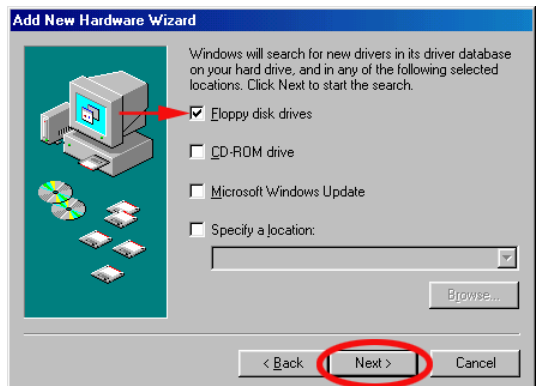 Add New Hardware Wizard
Windows will search for new drivers in its driver database
on your hard drive, and in any of the following selected
locations. Click Next to start the search.
Floppy disk drives
CD-ROM drive
Microsoft Windows Update
Specify a location:
Browse...
< Back
Next >
Cancel